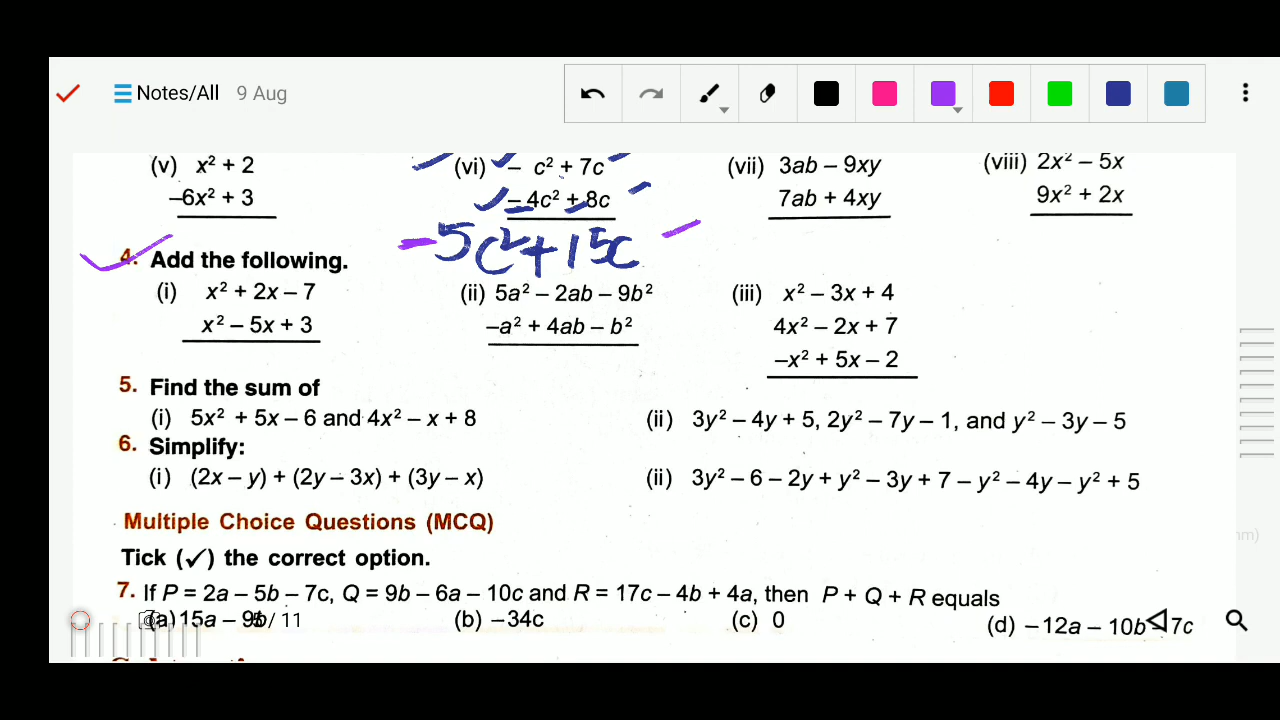 Notes/All 9 Aug
(v) x² + 2 (vi) – c² + 7c (vii) 3ab – 9xy (viii) 2x² – 5x
–6x² + 3 – 4c² + 8c 7ab + 4xy 9x² + 2x
–5c²+15c
4. Add the following.
(i) x² + 2x – 7 (ii) 5a² – 2ab – 9b² (iii) x² – 3x + 4
x² – 5x + 3 –a² + 4ab – b² 4x² – 2x + 7
–x² + 5x – 2
5. Find the sum of
(i) 5x² + 5x – 6 and 4x² – x + 8 (ii) 3y² – 4y + 5, 2y² – 7y – 1, and y² – 3y – 5
6. Simplify:
(i) (2x – y) + (2y – 3x) + (3y – x) (ii) 3y² – 6 – 2y + y² – 3y + 7 – y² – 4y – y² + 5
Multiple Choice Questions (MCQ)
Tick (✓) the correct option.
7. If P = 2a – 5b – 7c, Q = 9b – 6a – 10c and R = 17c – 4b + 4a, then P + Q + R equals
(a) 15a – 9b (b) –34c (c) 0 (d) –12a – 10b – 7c
5 / 11